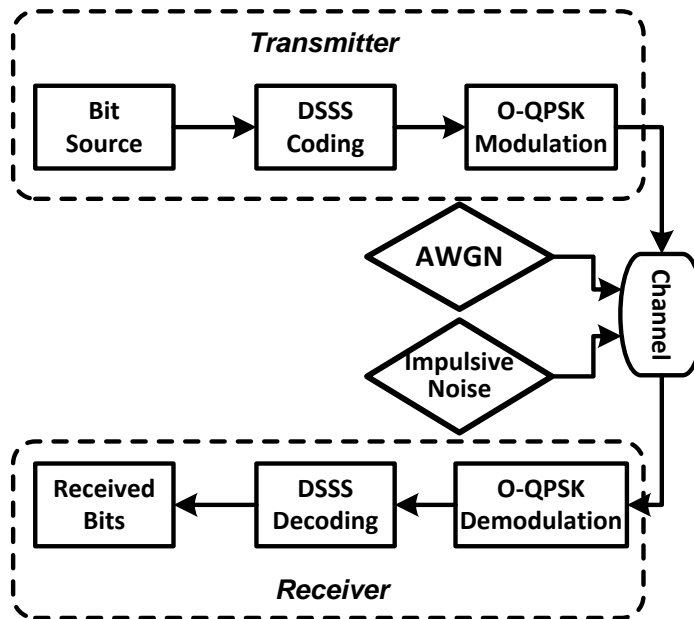 Transmitter
Bit
Source
DSSS
Coding
O-QPSK
Modulation
AWGN
Channel
Impulsive
Noise
Received
Bits
DSSS
Decoding
O-QPSK
Demodulation
Receiver